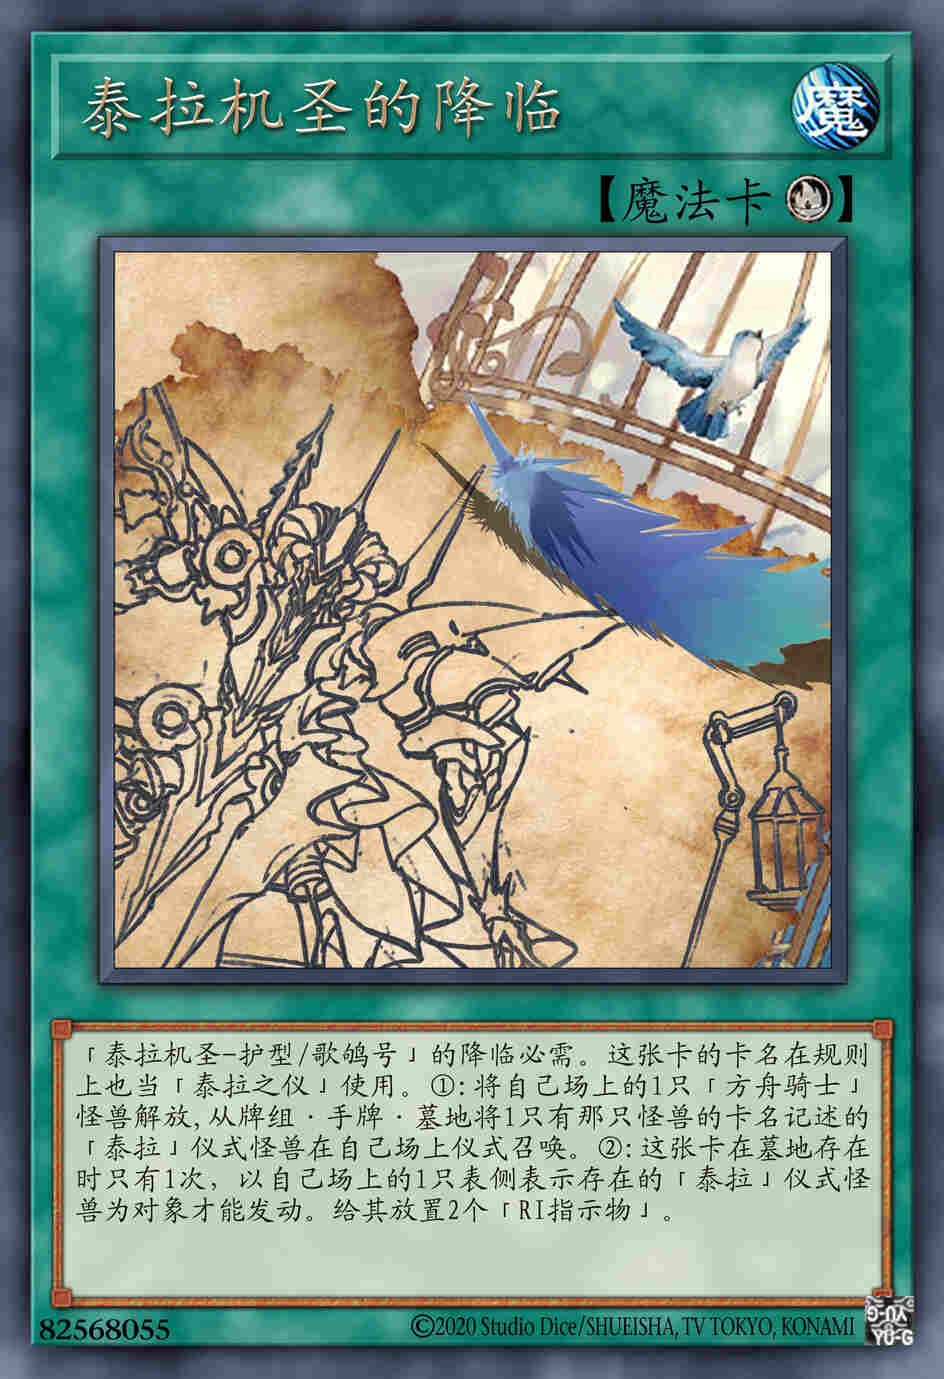 泰拉机圣的降临
魔
【魔法卡】
「泰拉机圣-护型/歌鸲号」的降临必需。这张卡的卡名在规则
上也当「泰拉之仪」使用。①:将自己场上的1只「方舟骑士」
怪兽解放,从牌组·手牌·墓地将1只有那只怪兽的卡名记述的
「泰拉」仪式怪兽在自己场上仪式召唤。②:这张卡在墓地存在
时只有1次，以自己场上的1只表侧表示存在的「泰拉」仪式怪
兽为对象才能发动。给其放置2个「RI指示物」。
82568055
©2020 Studio Dice/SHUEISHA, TV TOKYO, KONAMI